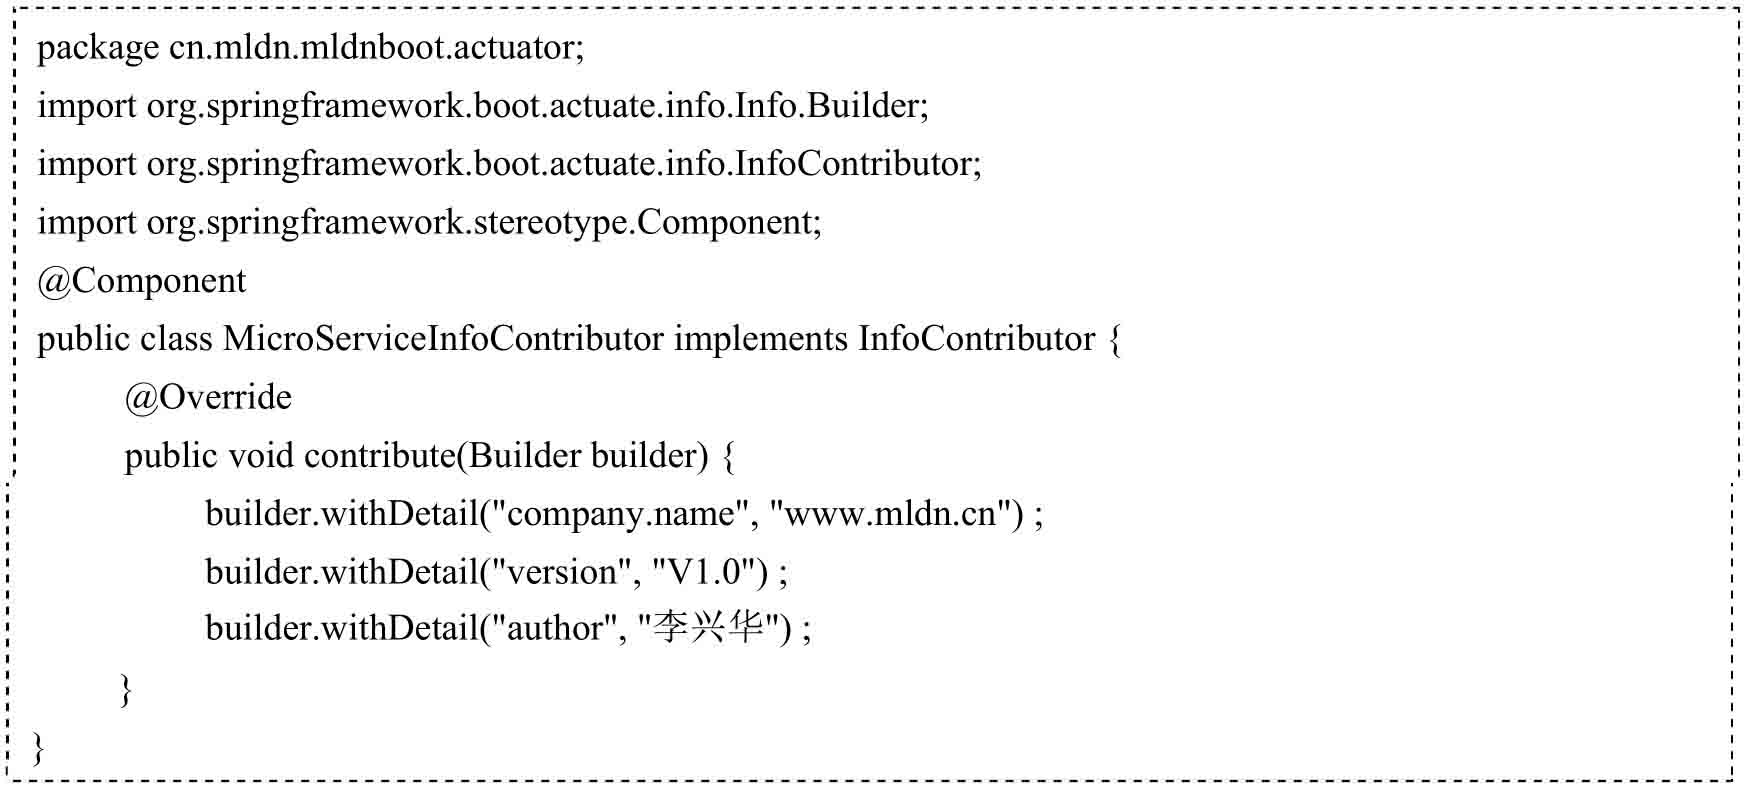 package cn.mldn.mldnboot.actuator;
import org.springframework.boot.actuate.info.Info.Builder;
import org.springframework.boot.actuate.info.InfoContributor;
import org.springframework.stereotype.Component;
@Component
public class MicroServiceInfoContributor implements InfoContributor {
@Override
public void contribute(Builder builder) {
builder.withDetail("company.name", "www.mldn.cn") ;
builder.withDetail("version", "V1.0") ;
builder.withDetail("author", "李兴华") ;
}
}